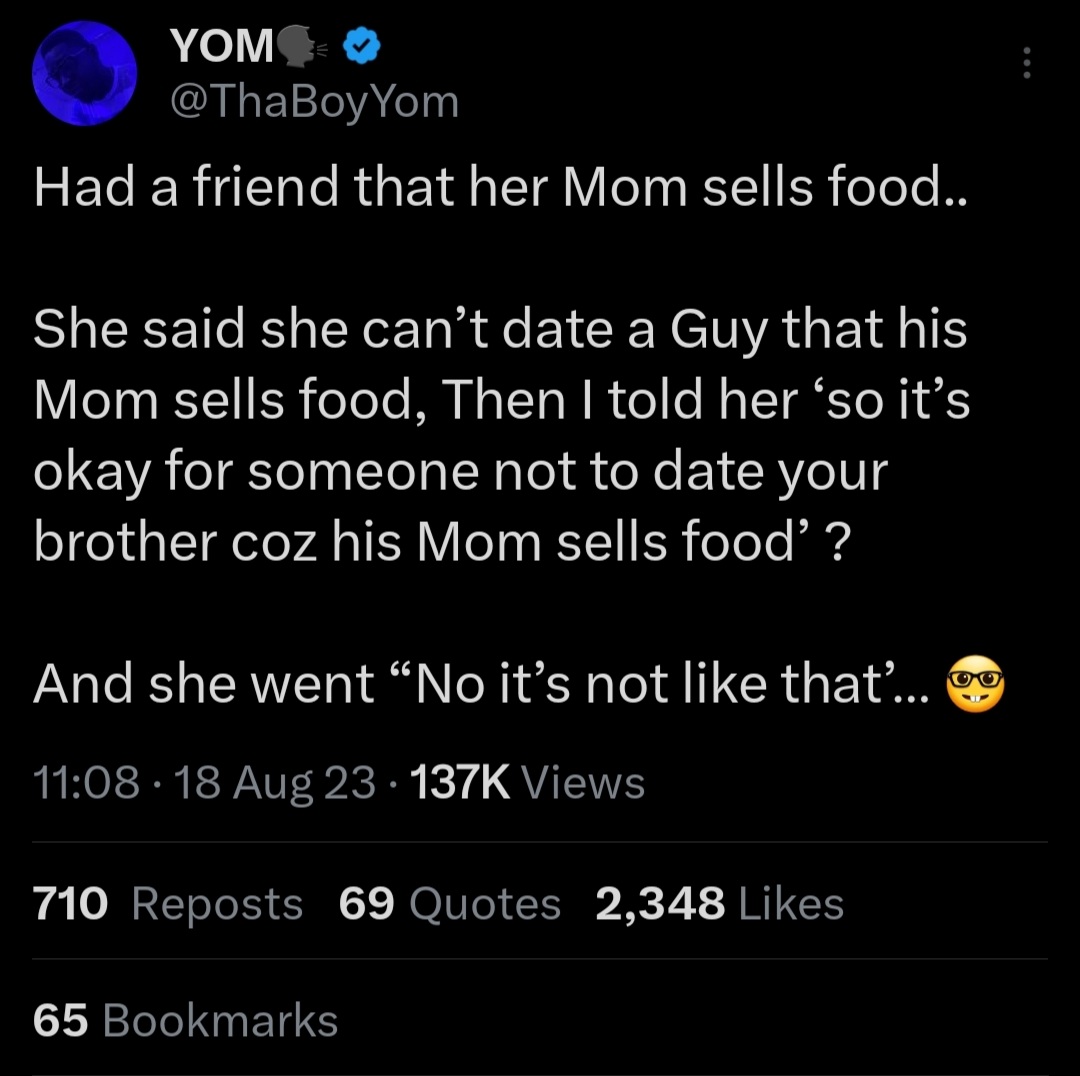 YOM🗣️
@ThaBoyYom
Had a friend that her Mom sells food..
She said she can’t date a Guy that his
Mom sells food, Then I told her ‘so it’s
okay for someone not to date your
brother coz his Mom sells food’ ?
And she went “No it’s not like that’... 🤓
11:08 · 18 Aug 23 · 137K Views
710 Reposts 69 Quotes 2,348 Likes
65 Bookmarks